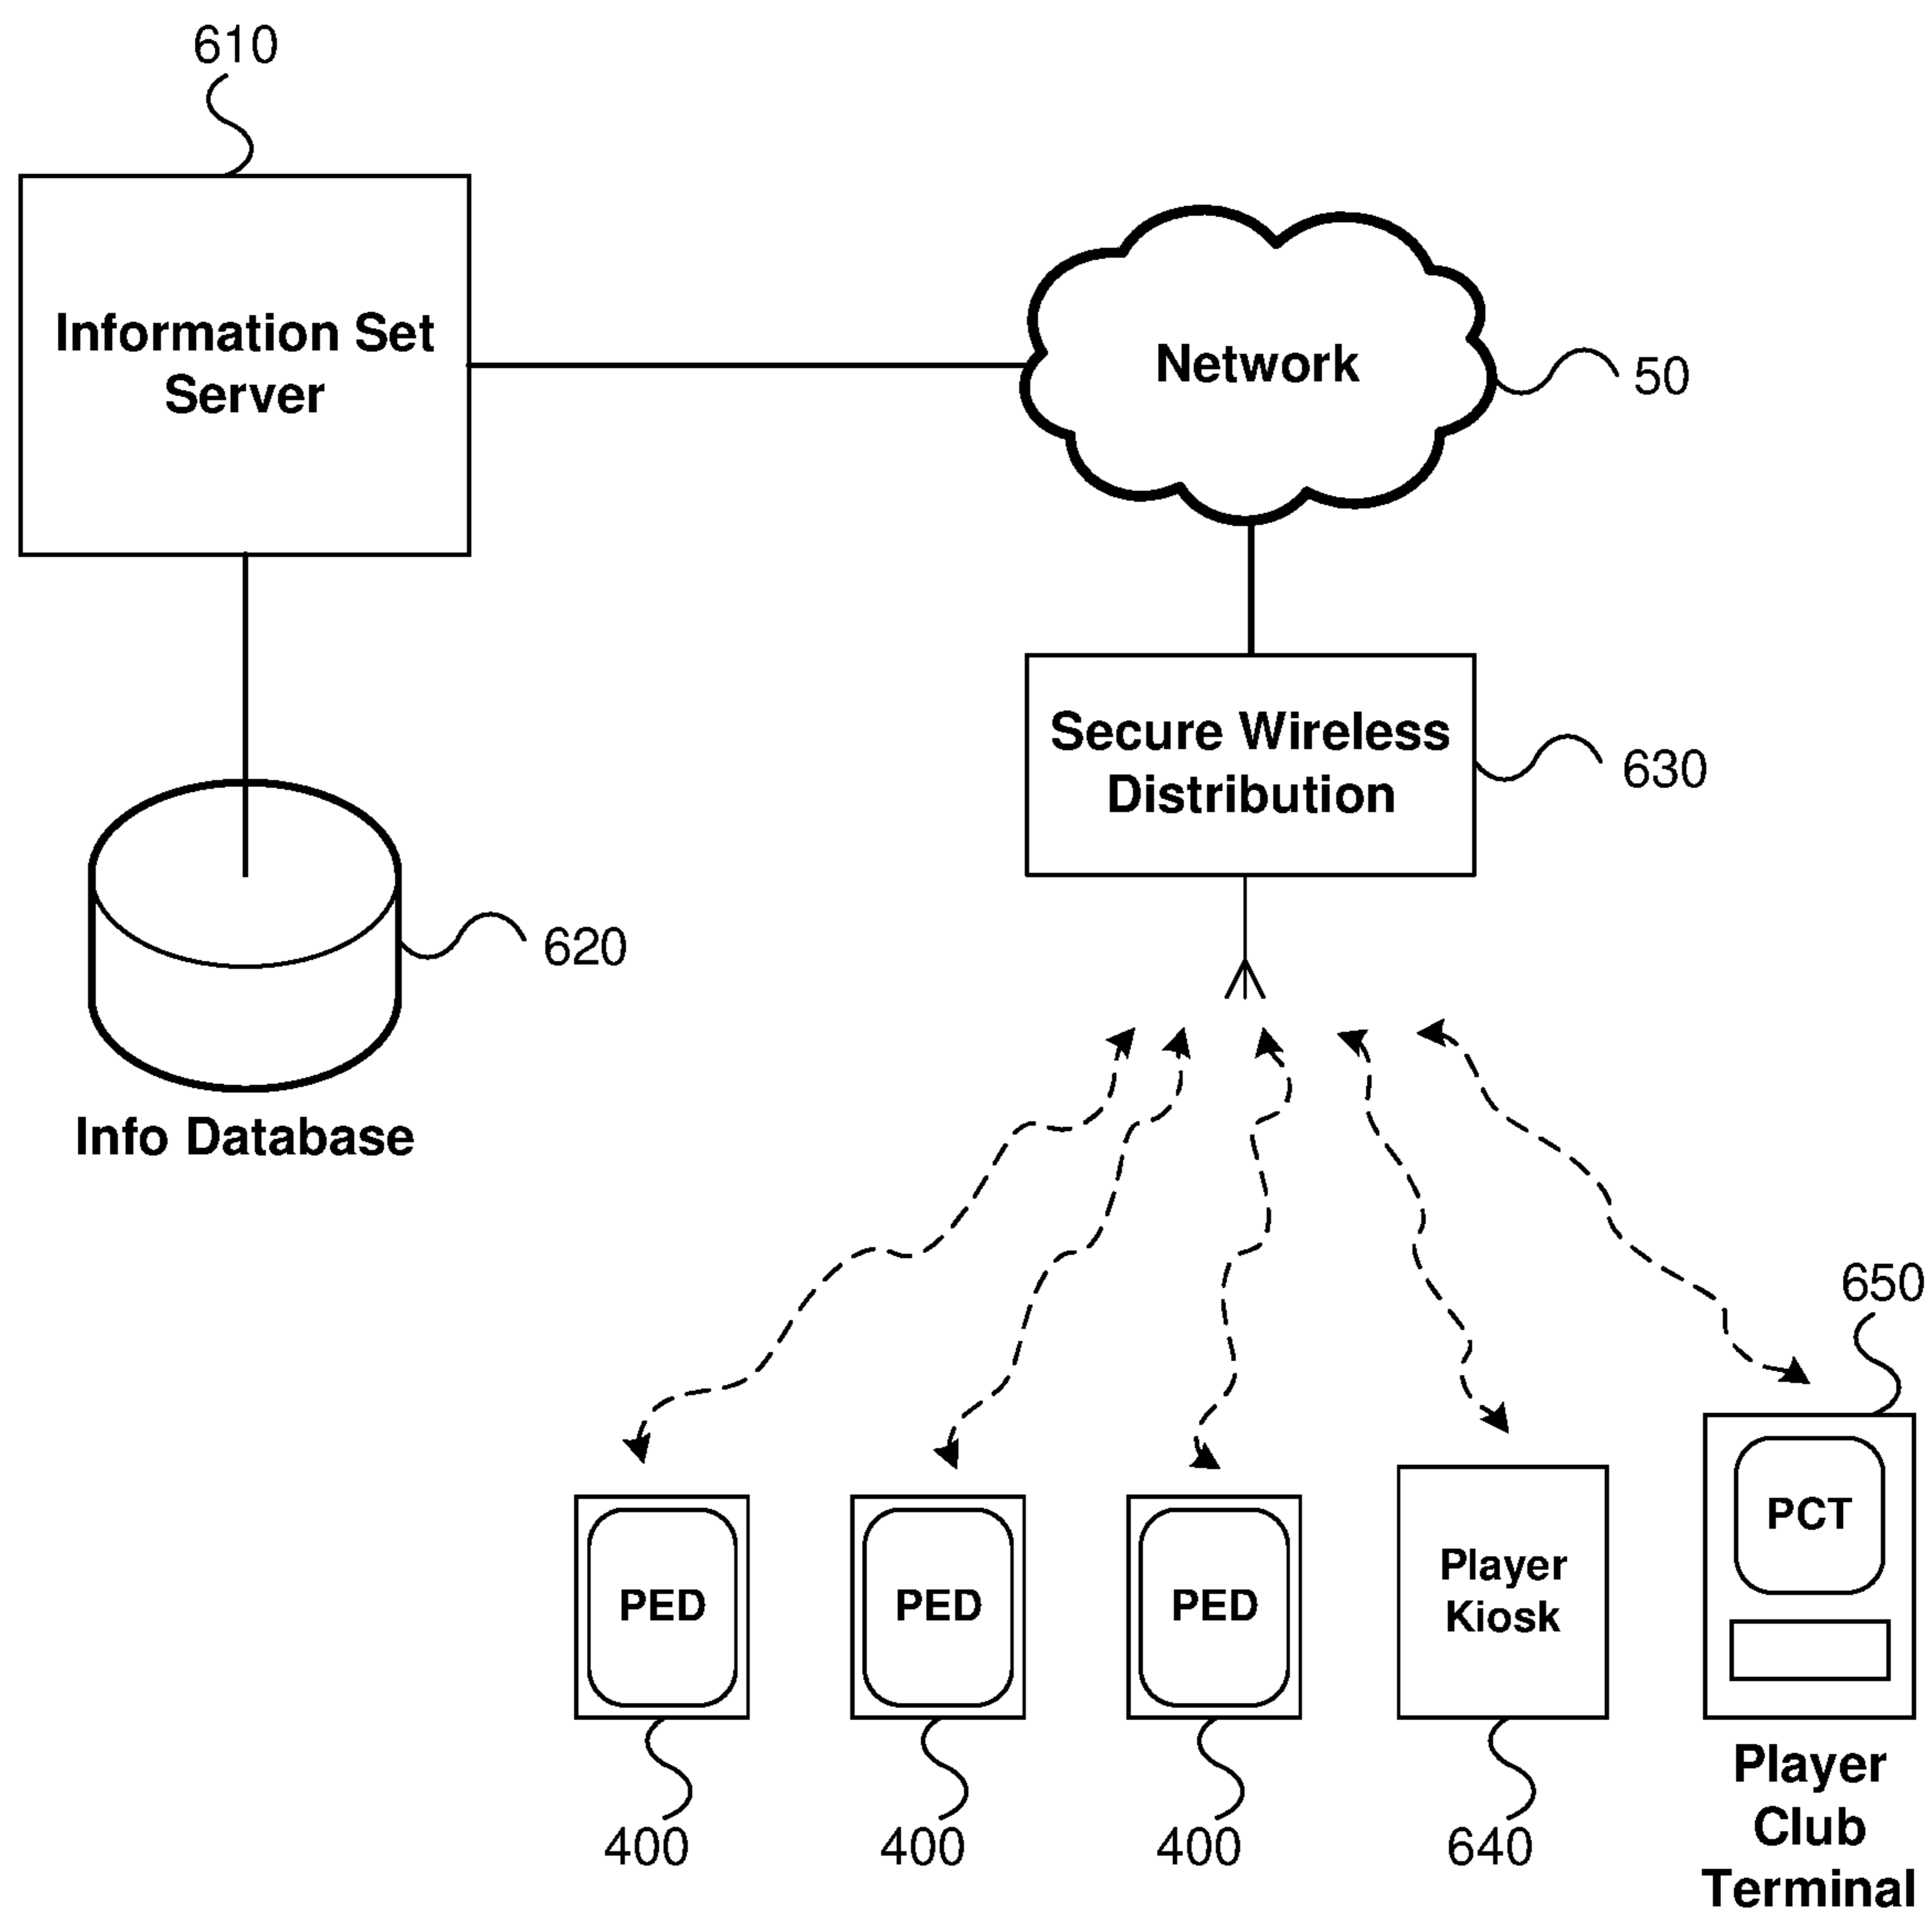 610
Information Set
Server
Network
50
Secure Wireless
Distribution
630
620
Info Database
650
PED
PED
PED
Player
Kiosk
PCT
400
400
400
640
Player
Club
Terminal